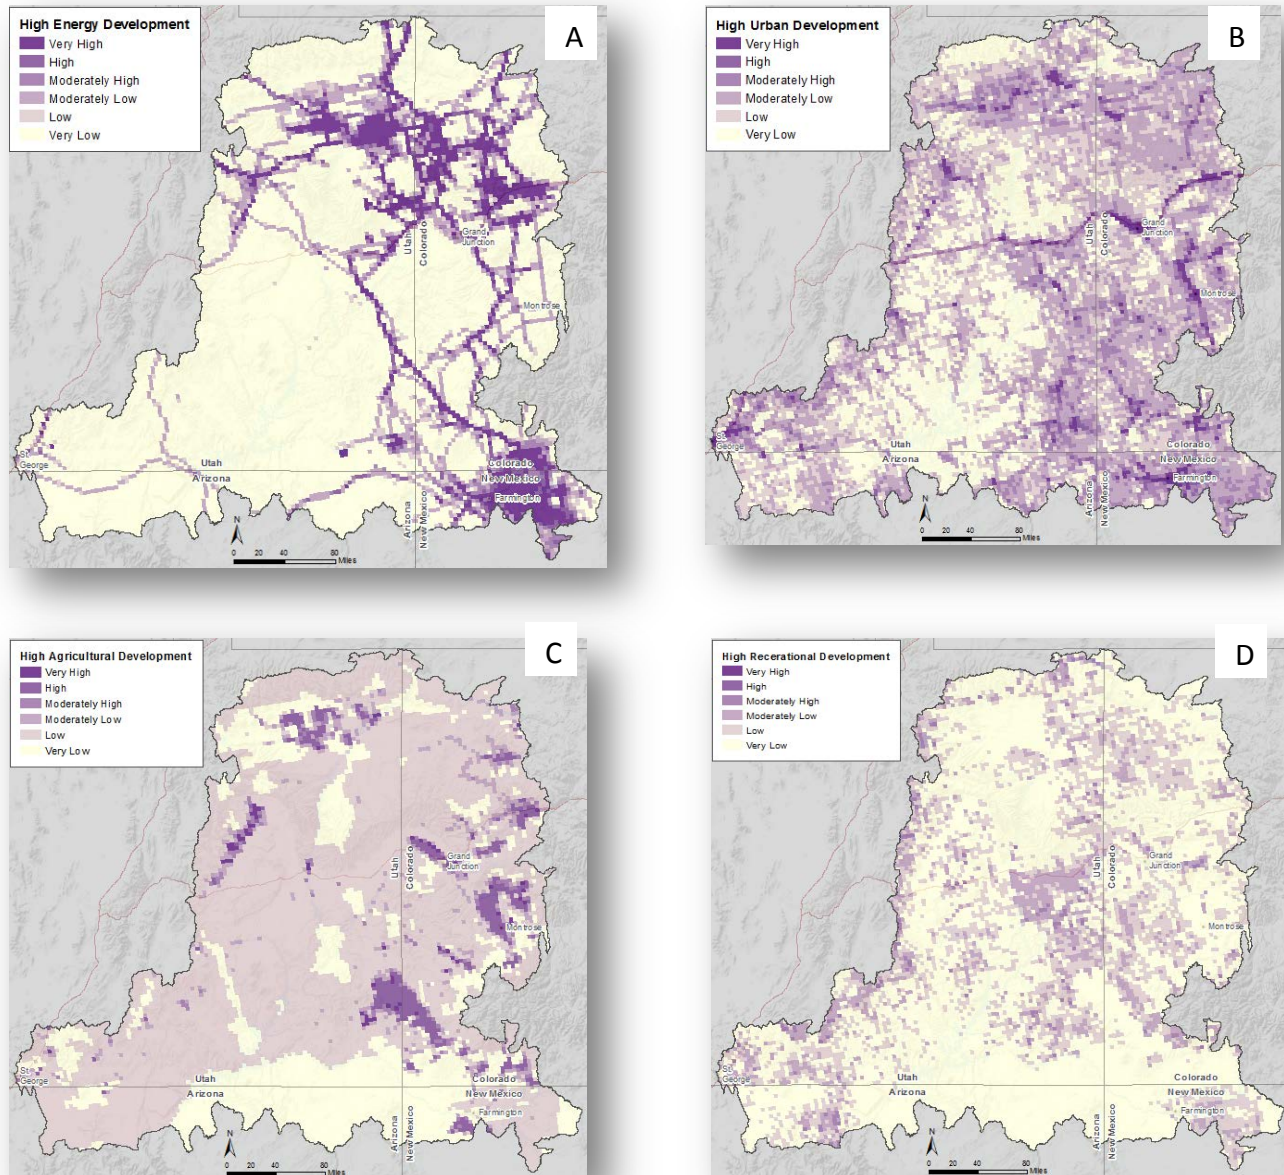 High Energy Development
Very High
High
Moderately High
Moderately Low
Low
Very Low
A
Utah
Colorado
Grand
Junction
Montrose
St.
George
Utah
Arizona
Colorado
New Mexico
Farmington
Arizona
New Mexico
N
0 20 40 80
Miles
High Urban Development
Very High
High
Moderately High
Moderately Low
Low
Very Low
B
Utah
Colorado
Grand
Junction
Montrose
St.
George
Utah
Arizona
Colorado
New Mexico
Farmington
Arizona
New Mexico
N
0 20 40 80
Miles
High Agricultural Development
Very High
High
Moderately High
Moderately Low
Low
Very Low
C
Utah
Colorado
Grand
Junction
Montrose
St.
George
Utah
Arizona
Colorado
New Mexico
Farmington
Arizona
New Mexico
N
0 20 40 80
Miles
High Recerational Development
Very High
High
Moderately High
Moderately Low
Low
Very Low
D
Utah
Colorado
Grand
Junction
Montrose
St.
George
Utah
Arizona
Colorado
New Mexico
Farmington
Arizona
New Mexico
N
0 20 40 80
Miles